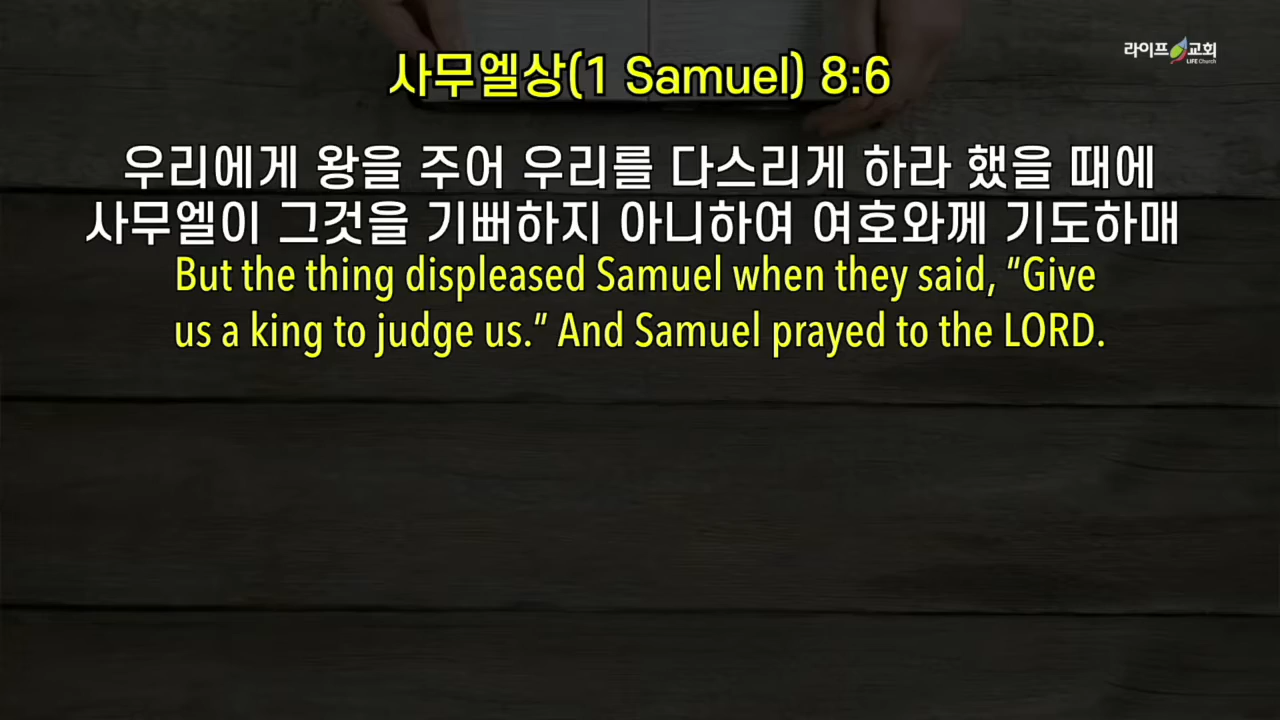 라이프 교회
LIFE Church
사무엘상(1 Samuel) 8:6
우리에게 왕을 주어 우리를 다스리게 하라 했을 때에
사무엘이 그것을 기뻐하지 아니하여 여호와께 기도하매
But the thing displeased Samuel when they said, “Give
us a king to judge us.” And Samuel prayed to the LORD.